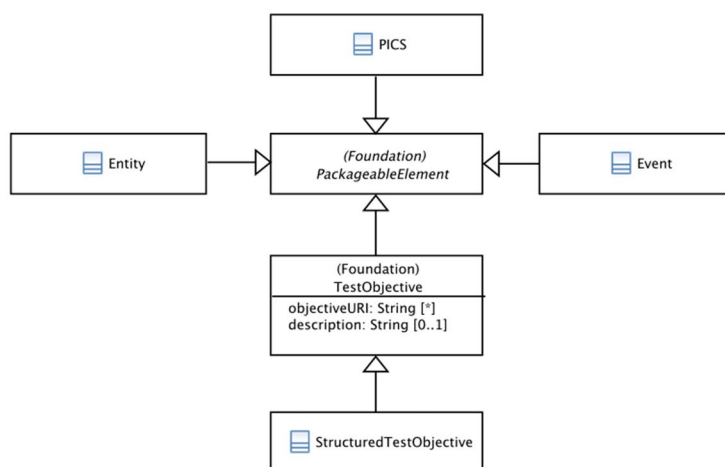 PICS
Entity
(Foundation)
PackageableElement
Event
(Foundation)
TestObjective
objectiveURI: String [*]
description: String [0..1]
StructuredTestObjective